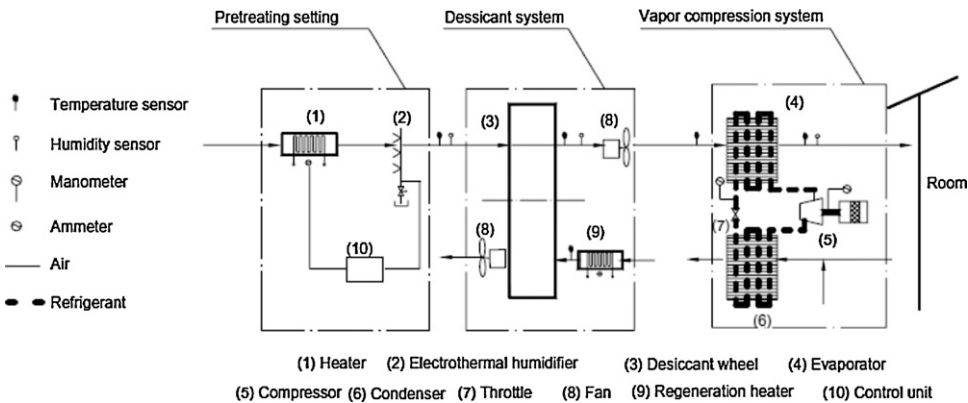 Pretreating setting
Dessicant system
Vapor compression system
Temperature sensor
Humidity sensor
Manometer
Ammeter
Air
Refrigerant
(1)
(2)
(3)
(8)
(4)
(10)
(8)
(9)
(7)
(5)
(6)
Room
(1) Heater (2) Electrothermal humidifier (3) Desiccant wheel (4) Evaporator
(5) Compressor (6) Condenser (7) Throttle (8) Fan (9) Regeneration heater (10) Control unit